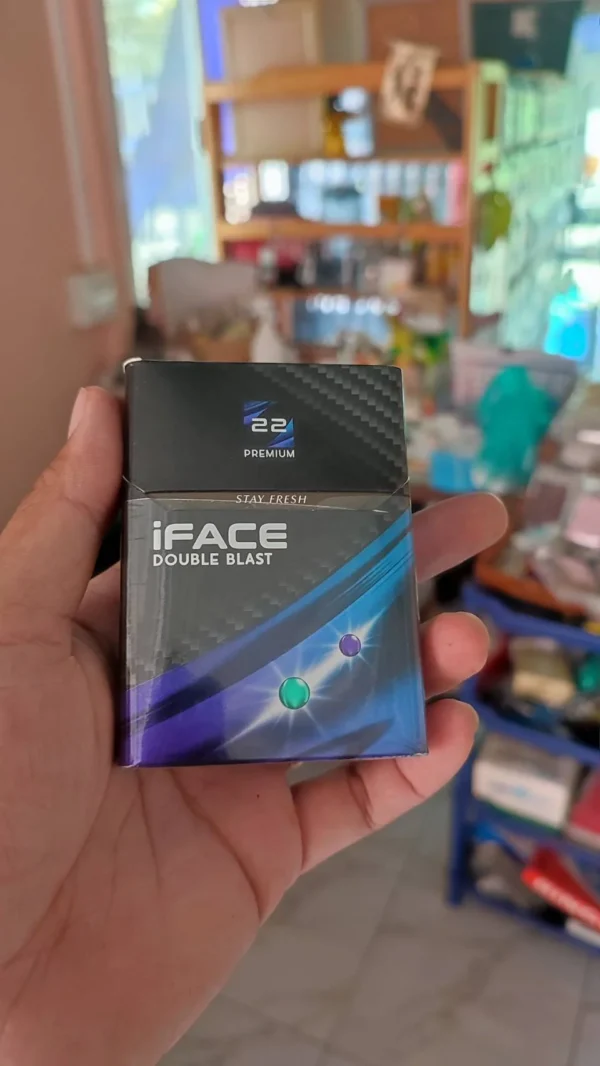 22
PREMIUM
STAY FRESH
iFACE
DOUBLE BLAST